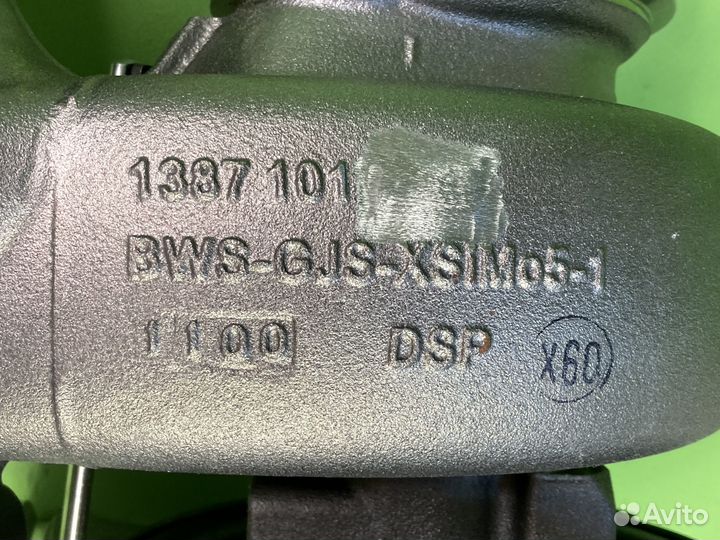 1387 101
BWS-GJS-XSiMo5-1
1100 DSP X60
Avito